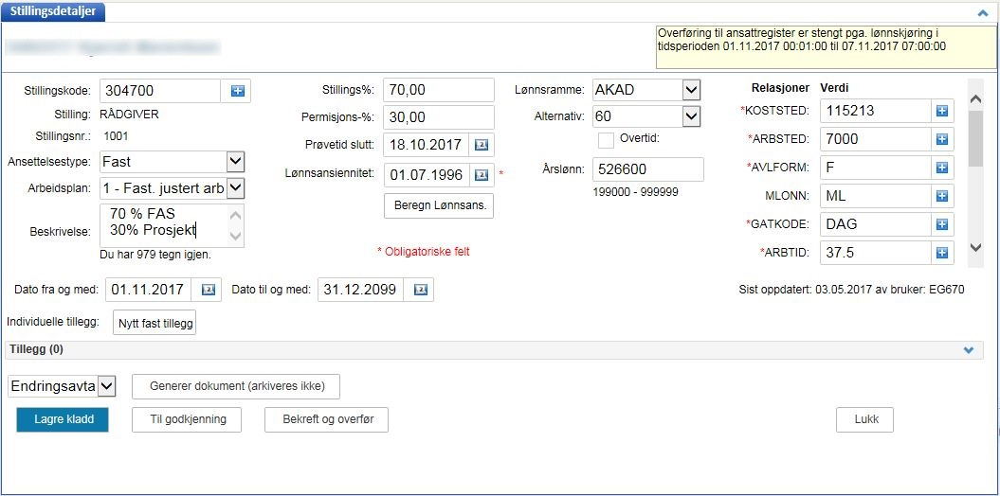 Stillingsdetaljer
Overføring til ansattregister er stengt pga. lønnskjøring i
tidsperioden 01.11.2017 00:01:00 til 07.11.2017 07:00:00
Stillingskode: 304700
Stilling: RÅDGIVER
Stillingsnr.: 1001
Ansettelsestype: Fast
Arbeidsplan: 1 - Fast. justert arb
Beskrivelse: 70 % FAS
30% Prosjekt
Du har 979 tegn igjen.
Stillings%: 70,00
Permisjons-%: 30,00
Prøvetid slutt: 18.10.2017
Lønnsansiennitet: 01.07.1996 *
Beregn Lønnsans.
* Obligatoriske felt
Lønnsramme: AKAD
Alternativ: 60
Overtid:
Årslønn: 526600
199000 - 999999
Relasjoner Verdi
*KOSTSTED: 115213
*ARBSTED: 7000
*AVLFORM: F
MLONN: ML
*GATKODE: DAG
*ARBTID: 37.5
Dato fra og med: 01.11.2017 Dato til og med: 31.12.2099
Sist oppdatert: 03.05.2017 av bruker: EG670
Individuelle tillegg: Nytt fast tillegg
Tillegg (0)
Endringsavta Generer dokument (arkiveres ikke)
Lagre kladd Til godkjenning Bekreft og overfør Lukk